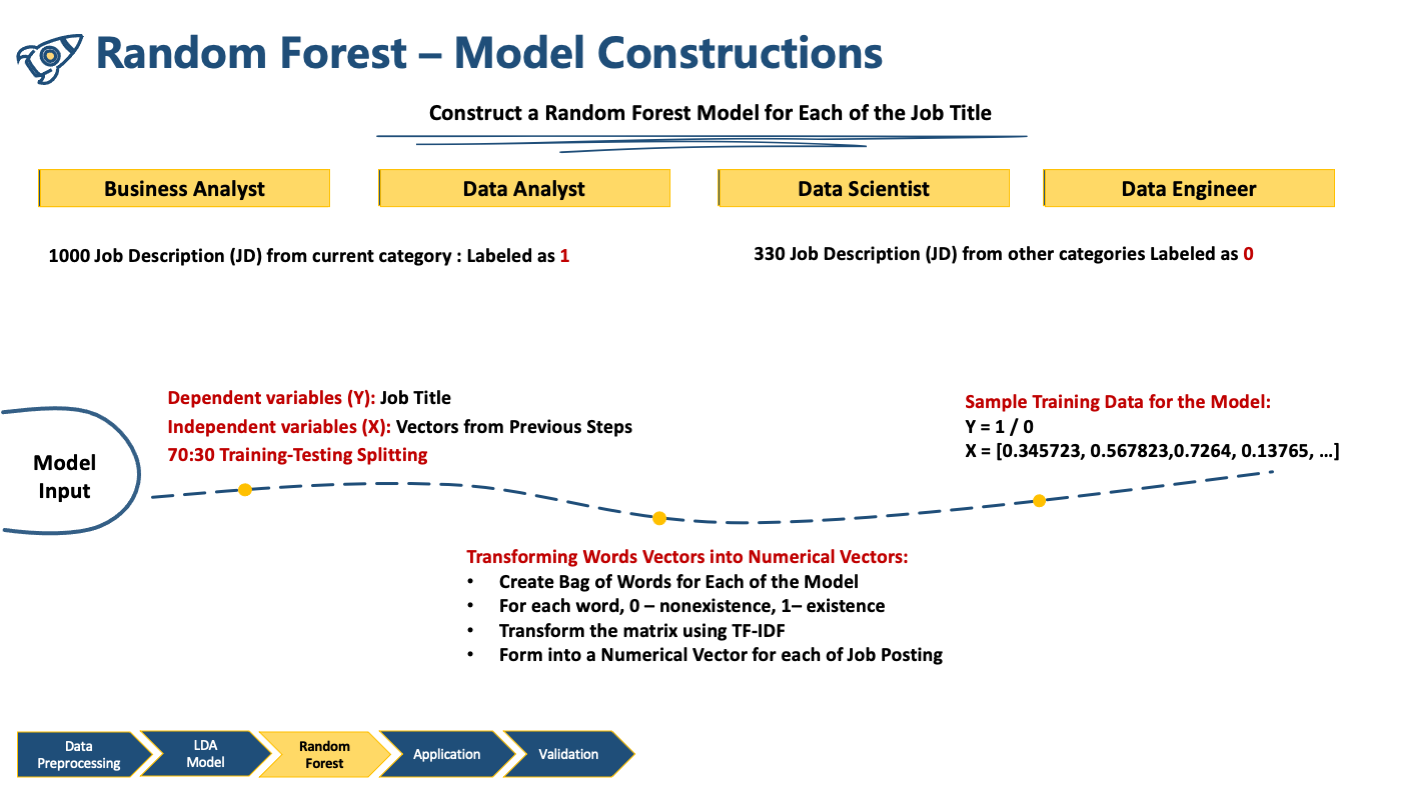 Random Forest – Model Constructions
Construct a Random Forest Model for Each of the Job Title
Business Analyst
Data Analyst
Data Scientist
Data Engineer
1000 Job Description (JD) from current category : Labeled as 1
330 Job Description (JD) from other categories Labeled as 0
Model
Input
Dependent variables (Y): Job Title
Independent variables (X): Vectors from Previous Steps
70:30 Training-Testing Splitting
Transforming Words Vectors into Numerical Vectors:
• Create Bag of Words for Each of the Model
• For each word, 0 – nonexistence, 1– existence
• Transform the matrix using TF-IDF
• Form into a Numerical Vector for each of Job Posting
Sample Training Data for the Model:
Y = 1 / 0
X = [0.345723, 0.567823,0.7264, 0.13765, …]
Data
Preprocessing
LDA
Model
Random
Forest
Application
Validation